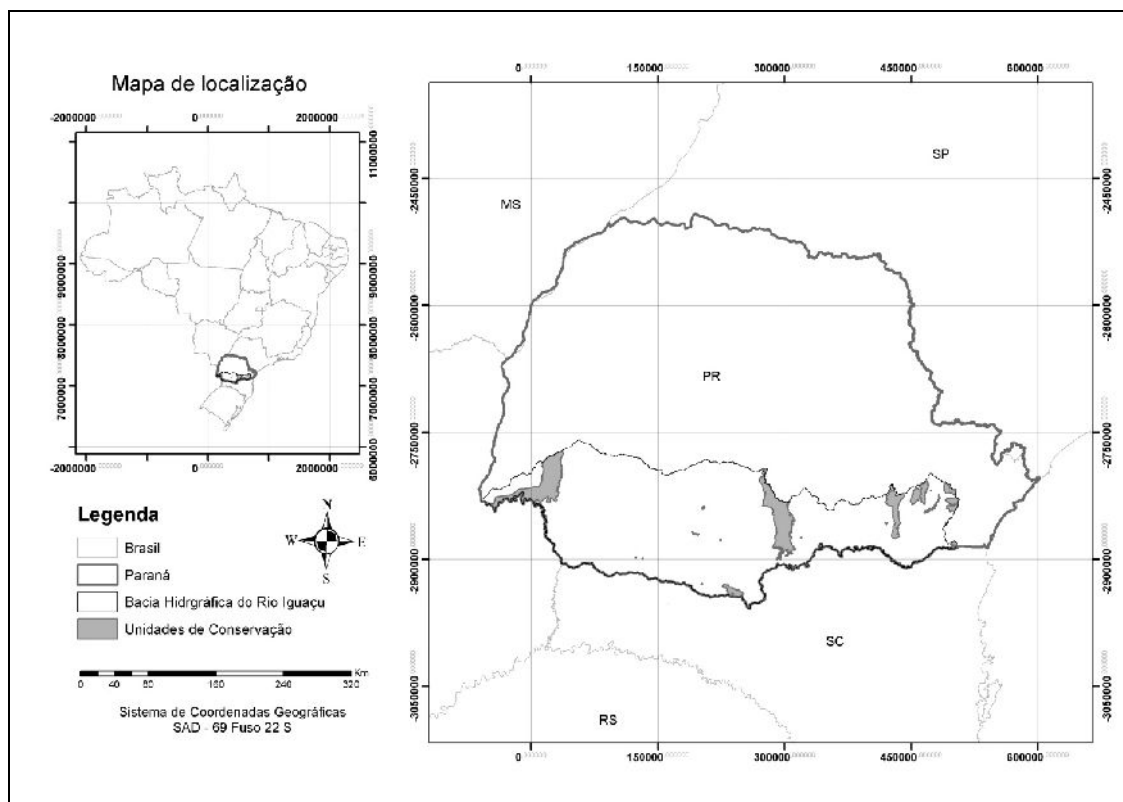 Mapa de localização
-2000000
0
2000000
11000000
9000000
9000000
8000000
8000000
7000000
7000000
6000000
-2000000
0
2000000
Legenda
Brasil
Paraná
Bacia Hidrgráfica do Rio Iguaçu
Unidades de Conservação
N
W
E
S
0 40 80 160 240 320
Km
Sistema de Coordenadas Geográficas
SAD - 69 Fuso 22 S
0
150000
300000
450000
600000
-2450000
-2450000
-2600000
-2600000
-2750000
-2750000
-2900000
-2900000
-3050000
-3050000
SP
MS
PR
SC
RS
0
150000
300000
450000
600000